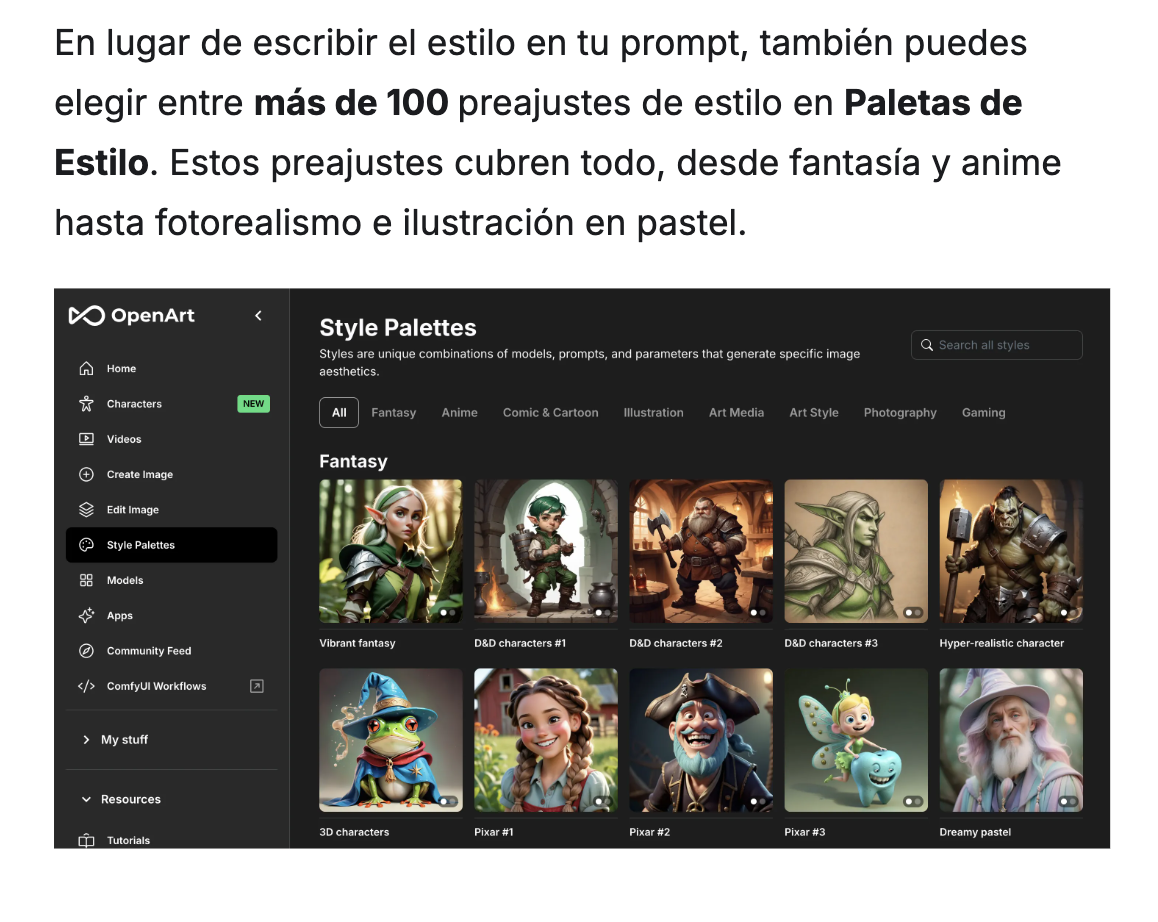 En lugar de escribir el estilo en tu prompt, también puedes
elegir entre más de 100 preajustes de estilo en Paletas de
Estilo. Estos preajustes cubren todo, desde fantasía y anime
hasta fotorealismo e ilustración en pastel.
OpenArt
Home
Characters NEW
Videos
Create Image
Edit Image
Style Palettes
Models
Apps
Community Feed
ComfyUI Workflows
My stuff
Resources
Tutorials
Style Palettes
Styles are unique combinations of models, prompts, and parameters that generate specific image
aesthetics.
Search all styles
All Fantasy Anime Comic & Cartoon Illustration Art Media Art Style Photography Gaming
Fantasy
Vibrant fantasy D&D characters #1 D&D characters #2 D&D characters #3 Hyper-realistic character
3D characters Pixar #1 Pixar #2 Pixar #3 Dreamy pastel